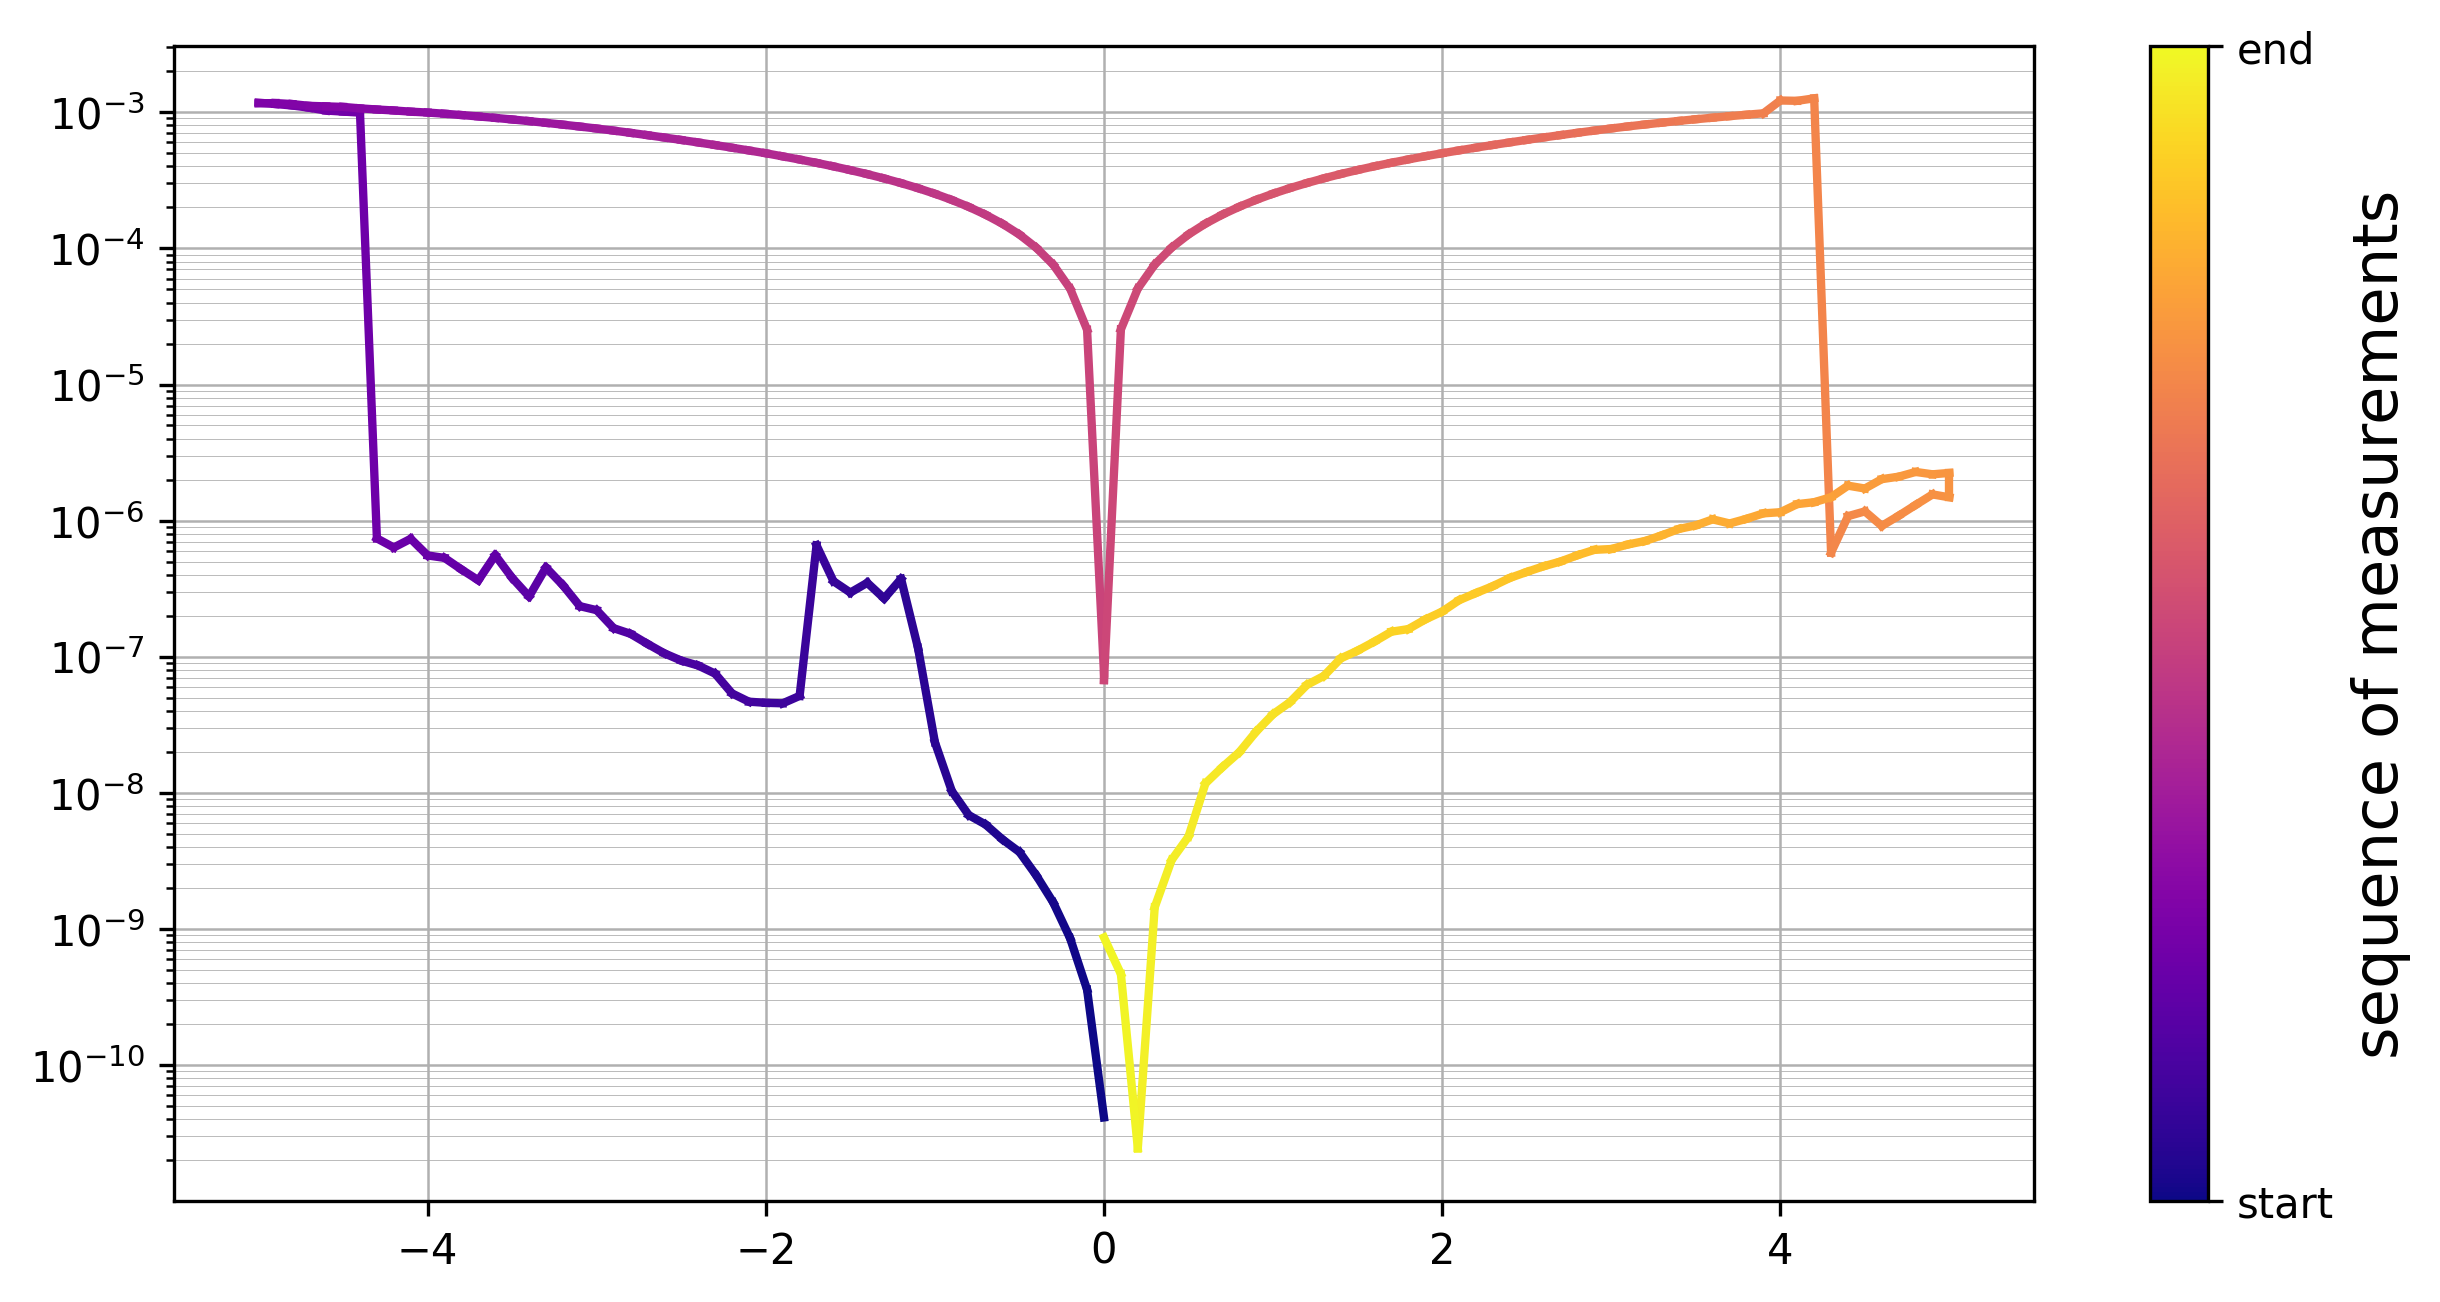 10⁻³
10⁻⁴
10⁻⁵
10⁻⁶
10⁻⁷
10⁻⁸
10⁻⁹
10⁻¹⁰
−4 −2 0 2 4
end
start
sequence of measurements